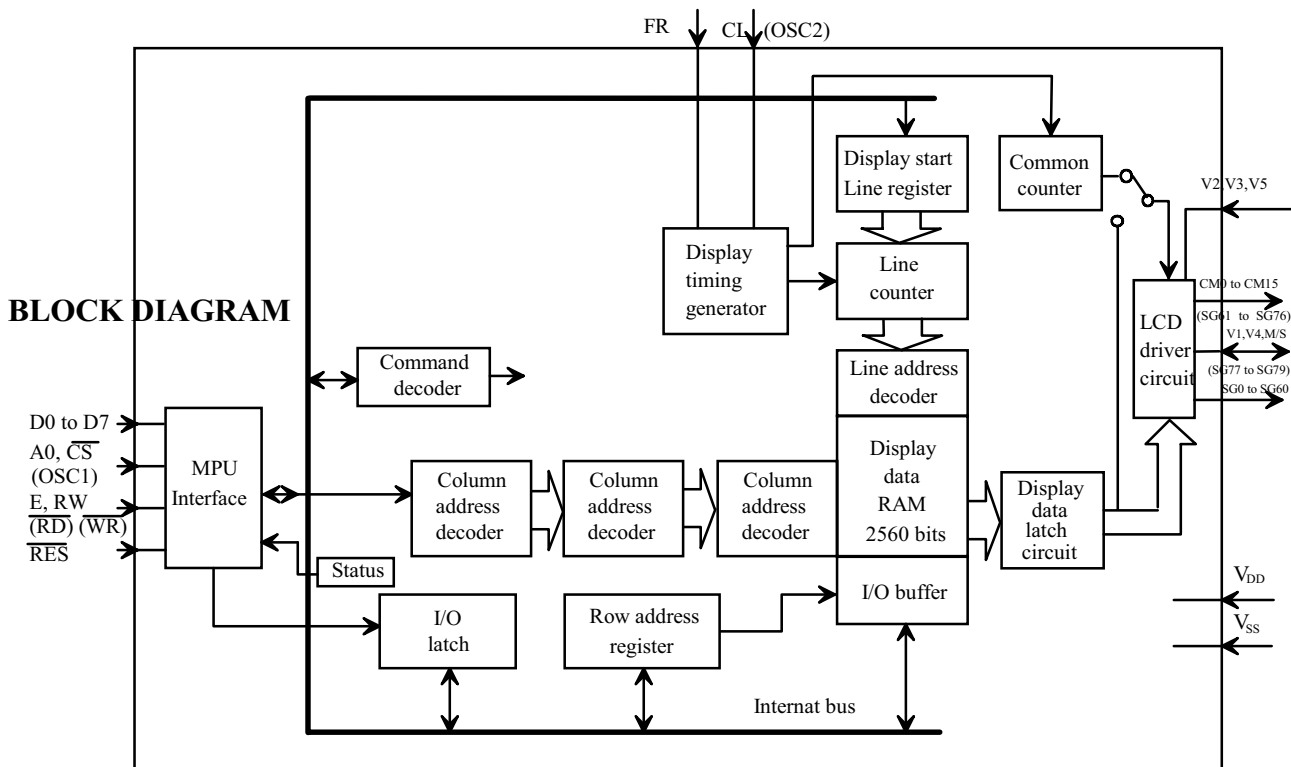 FR
CL (OSC2)
Display start
Line register
Common
counter
V2,V3,V5
Display
timing
generator
Line
counter
BLOCK DIAGRAM
CM0 to CM15
(SG61 to SG76)
LCD
driver
circuit
V1,V4,M/S
(SG77 to SG79)
SG0 to SG60
Command
decoder
Line address
decoder
D0 to D7
A0, C̅S̅
(OSC1)
E, RW
(R̅D̅) (W̅R̅)
R̅E̅S̅
MPU
Interface
Column
address
decoder
Column
address
decoder
Column
address
decoder
Display
data
RAM
2560 bits
Display
data
latch
circuit
Status
I/O
latch
Row address
register
I/O buffer
VDD
VSS
Internat bus